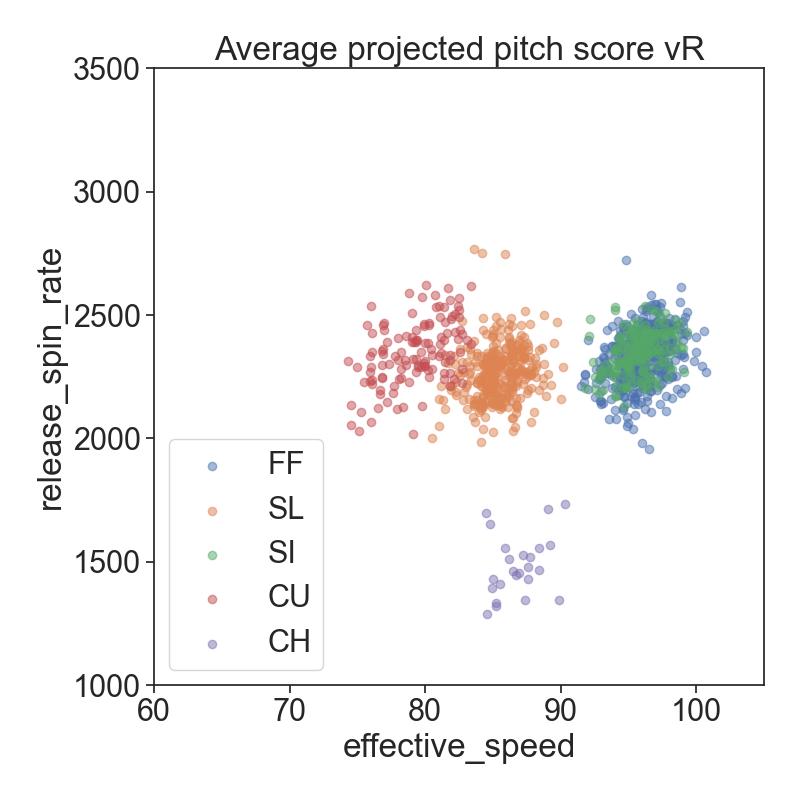 Average projected pitch score vR
3500
3000
2500
2000
1500
1000
release_spin_rate
FF
SL
SI
CU
CH
60
70
80
90
100
effective_speed